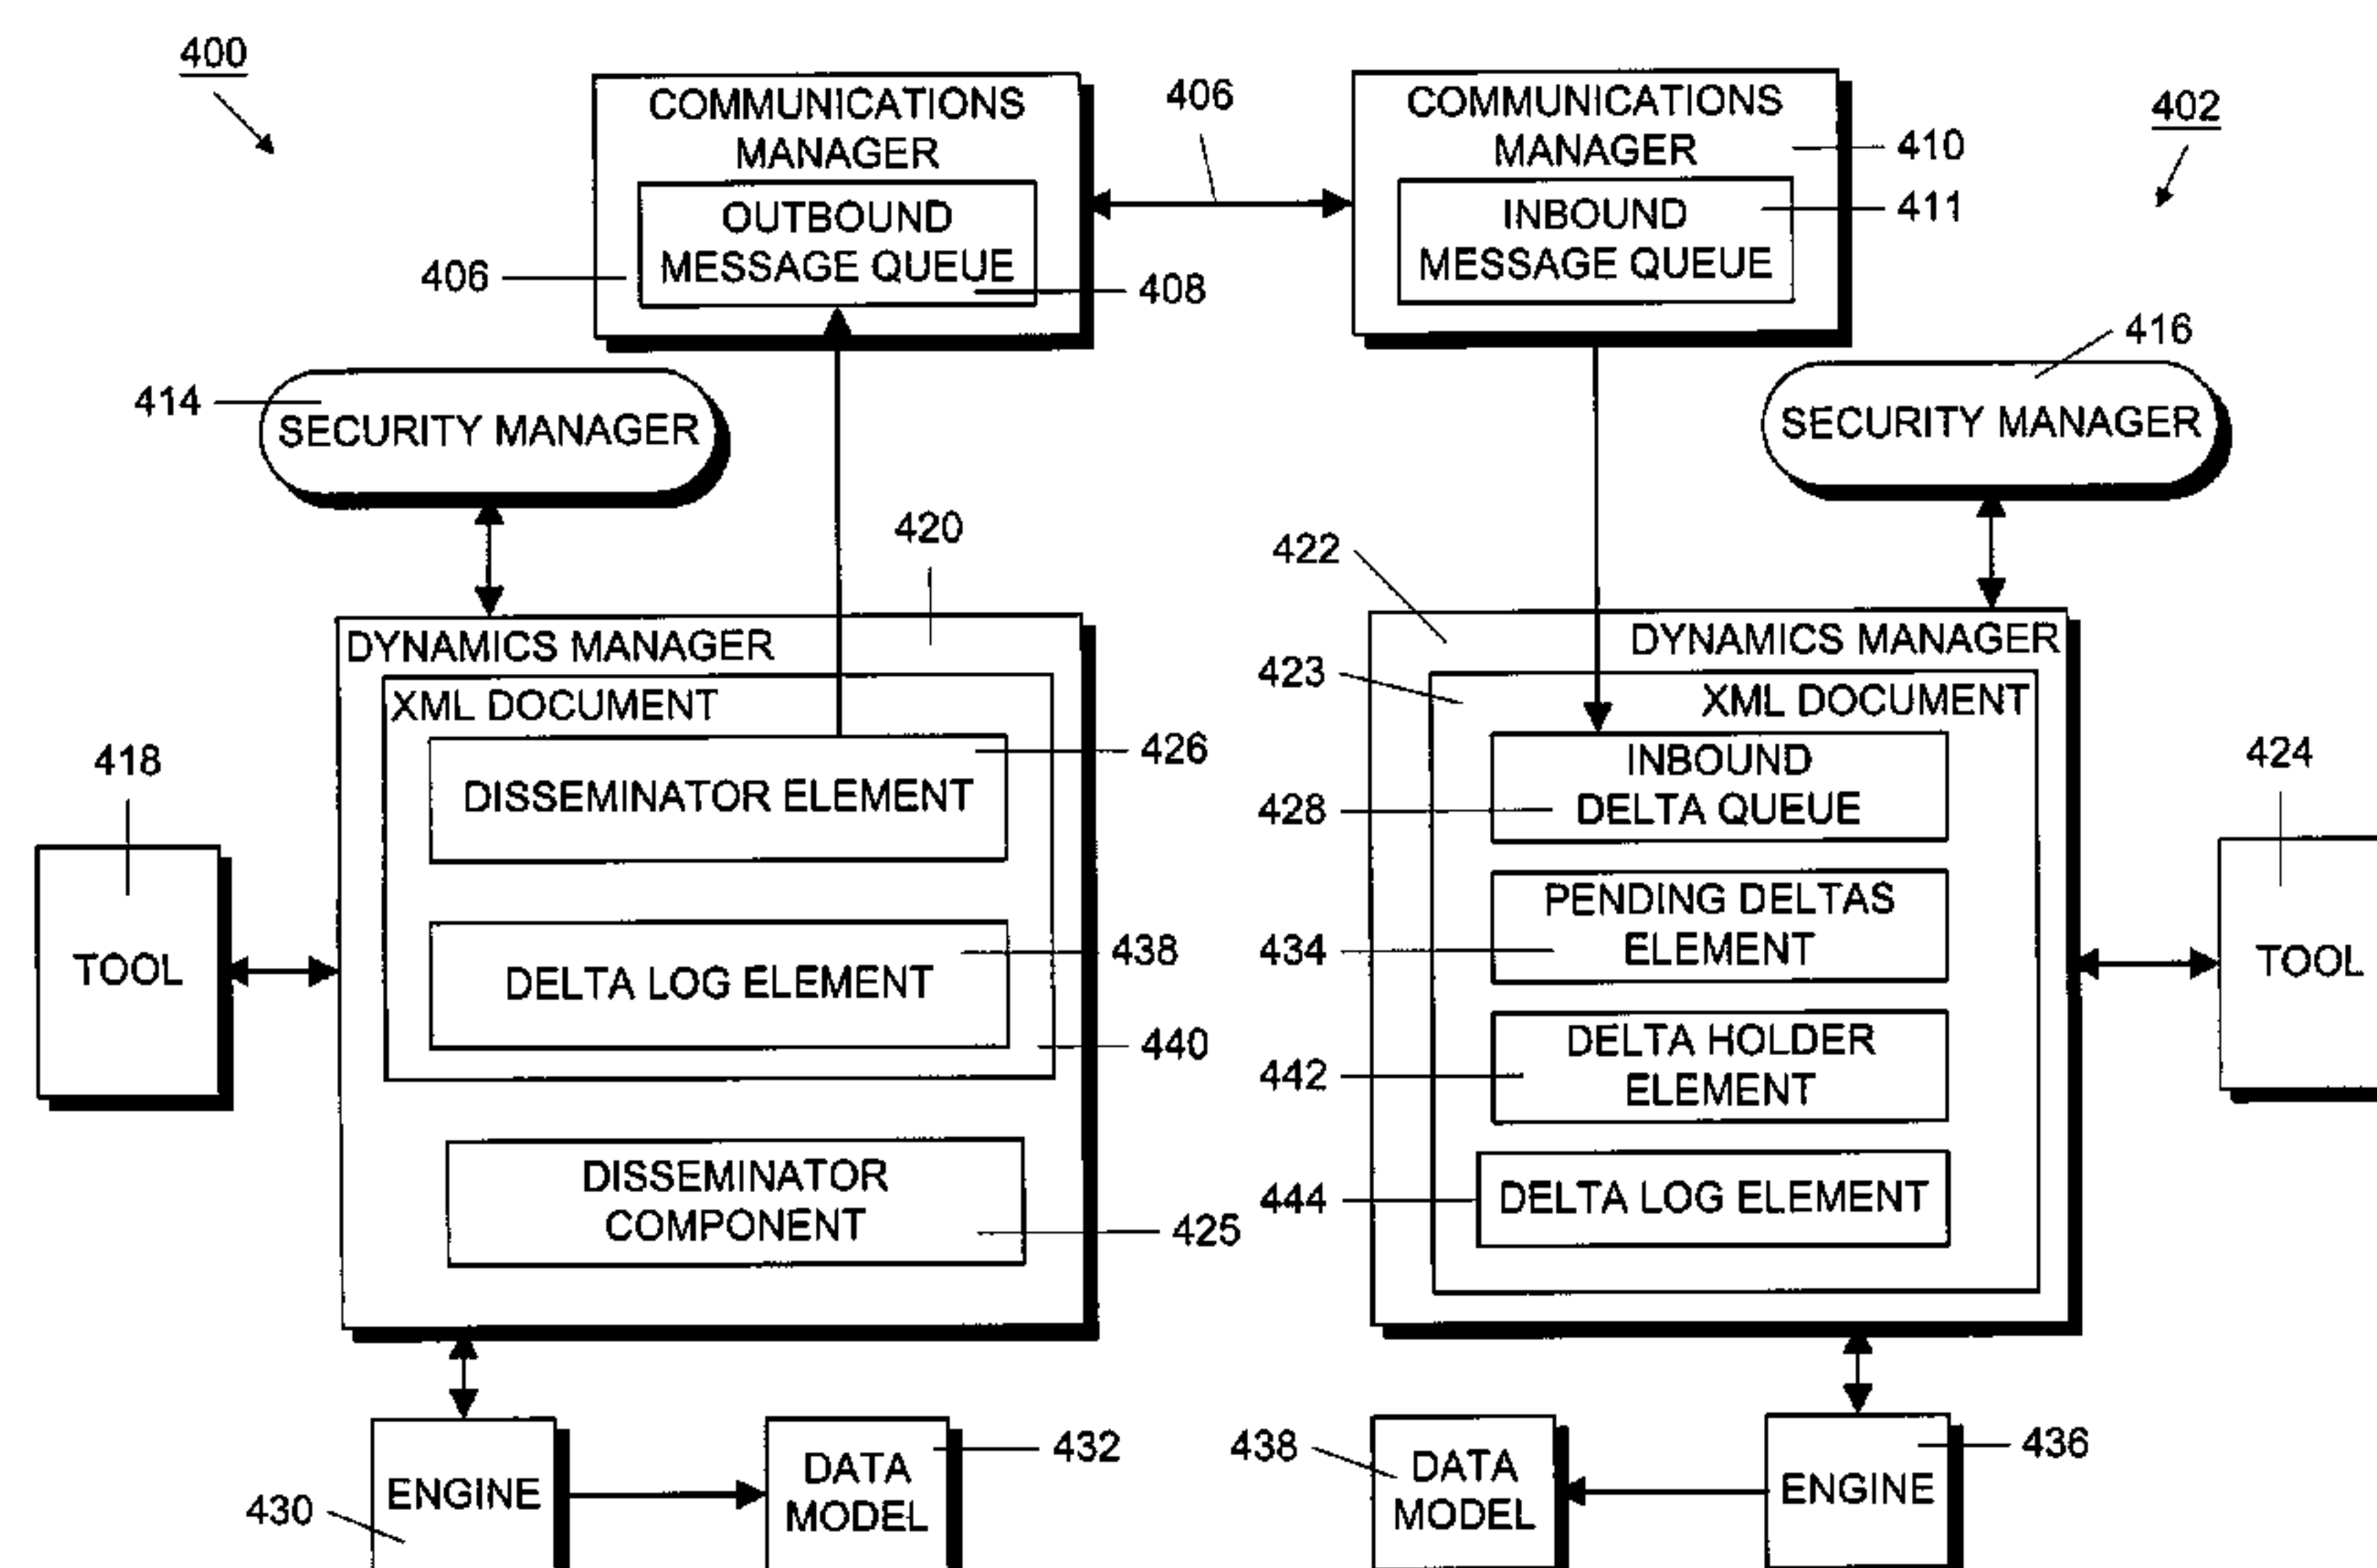 400
COMMUNICATIONS
MANAGER
OUTBOUND
MESSAGE QUEUE
406
408
406
COMMUNICATIONS
MANAGER
INBOUND
MESSAGE QUEUE
410
411
402
414
SECURITY MANAGER
416
SECURITY MANAGER
420
DYNAMICS MANAGER
XML DOCUMENT
DISSEMINATOR ELEMENT
426
DELTA LOG ELEMENT
438
440
DISSEMINATOR
COMPONENT
425
418
TOOL
422
DYNAMICS MANAGER
423
XML DOCUMENT
INBOUND
DELTA QUEUE
428
PENDING DELTAS
ELEMENT
434
DELTA HOLDER
ELEMENT
442
DELTA LOG ELEMENT
444
424
TOOL
ENGINE
430
DATA
MODEL
432
438
DATA
MODEL
ENGINE
436